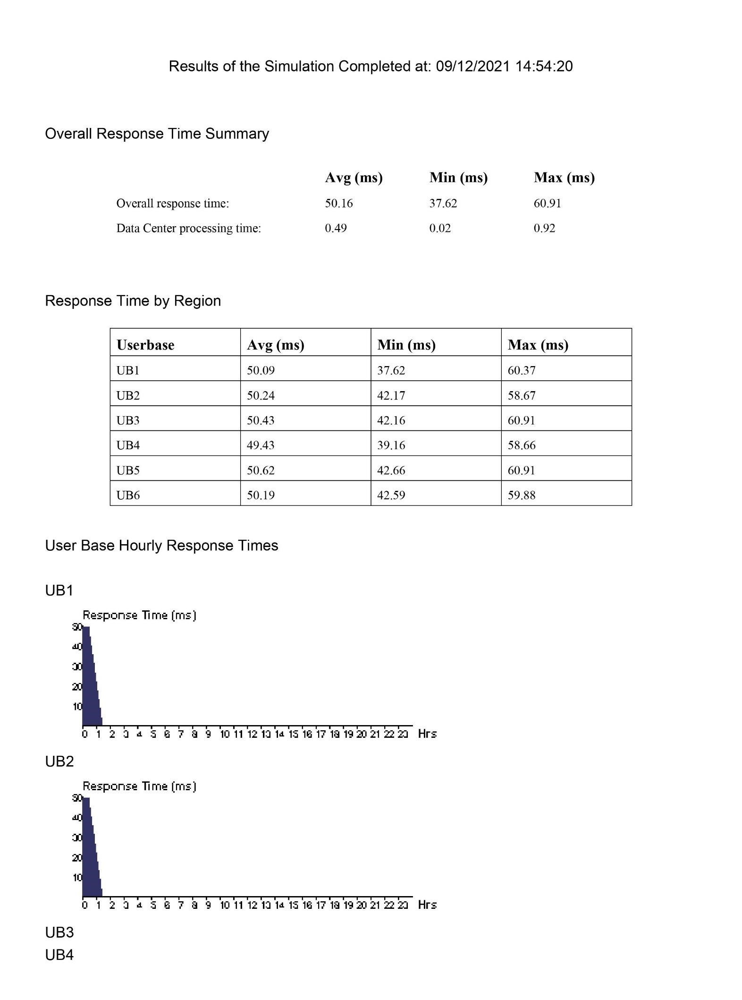 Results of the Simulation Completed at: 09/12/2021 14:54:20
Overall Response Time Summary
Avg (ms) Min (ms) Max (ms)
Overall response time: 50.16 37.62 60.91
Data Center processing time: 0.49 0.02 0.92
Response Time by Region
Userbase Avg (ms) Min (ms) Max (ms)
UB1 50.09 37.62 60.37
UB2 50.24 42.17 58.67
UB3 50.43 42.16 60.91
UB4 49.43 39.16 58.66
UB5 50.62 42.66 60.91
UB6 50.19 42.59 59.88
User Base Hourly Response Times
UB1
Response Time (ms)
50
40
30
20
10
0 1 2 3 4 5 6 7 8 9 10 11 12 13 14 15 16 17 18 19 20 21 22 23 Hrs
UB2
Response Time (ms)
50
40
30
20
10
0 1 2 3 4 5 6 7 8 9 10 11 12 13 14 15 16 17 18 19 20 21 22 23 Hrs
UB3
UB4